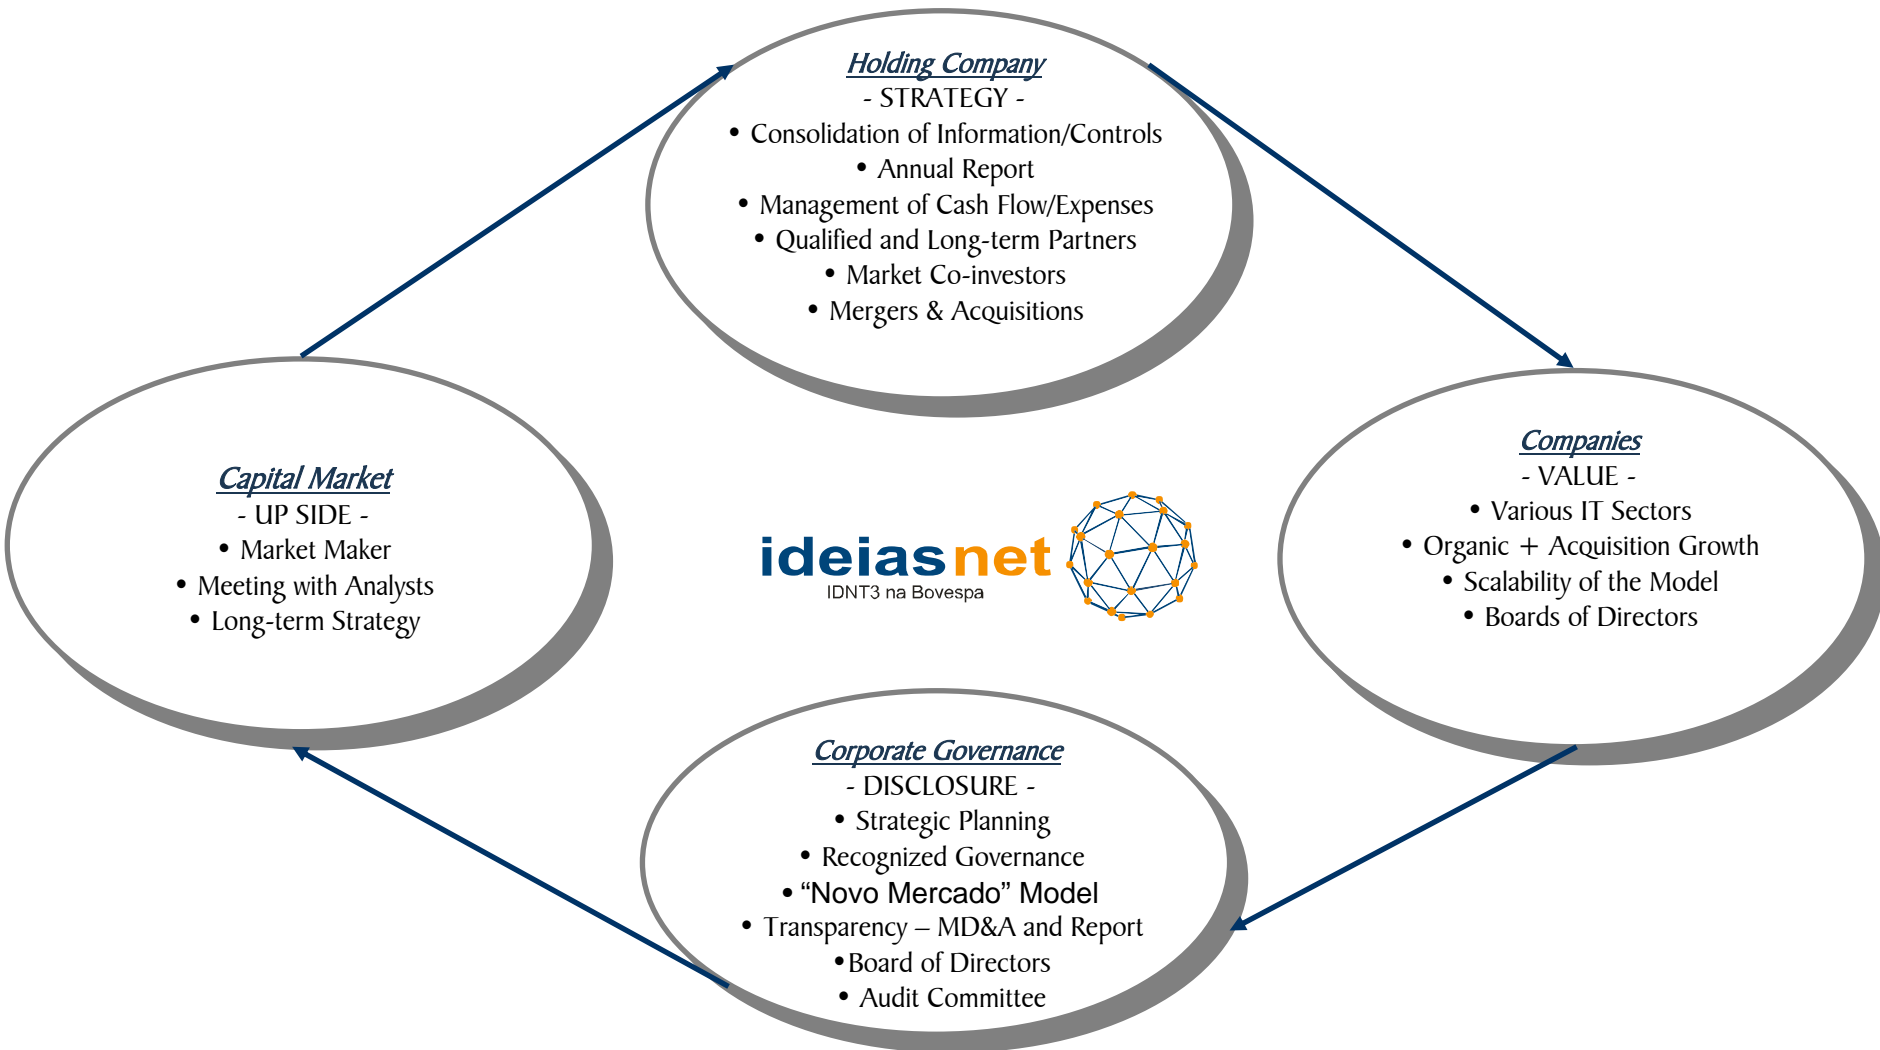 Holding Company
- STRATEGY -
• Consolidation of Information/Controls
• Annual Report
• Management of Cash Flow/Expenses
• Qualified and Long-term Partners
• Market Co-investors
• Mergers & Acquisitions
Capital Market
- UP SIDE -
• Market Maker
• Meeting with Analysts
• Long-term Strategy
ideiasnet
IDNT3 na Bovespa
Companies
- VALUE -
• Various IT Sectors
• Organic + Acquisition Growth
• Scalability of the Model
• Boards of Directors
Corporate Governance
- DISCLOSURE -
• Strategic Planning
• Recognized Governance
• “Novo Mercado” Model
• Transparency – MD&A and Report
•Board of Directors
• Audit Committee